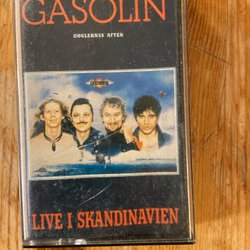 GASOLIN
GØGLERNES AFTEN
LIVE I SKANDINAVIEN